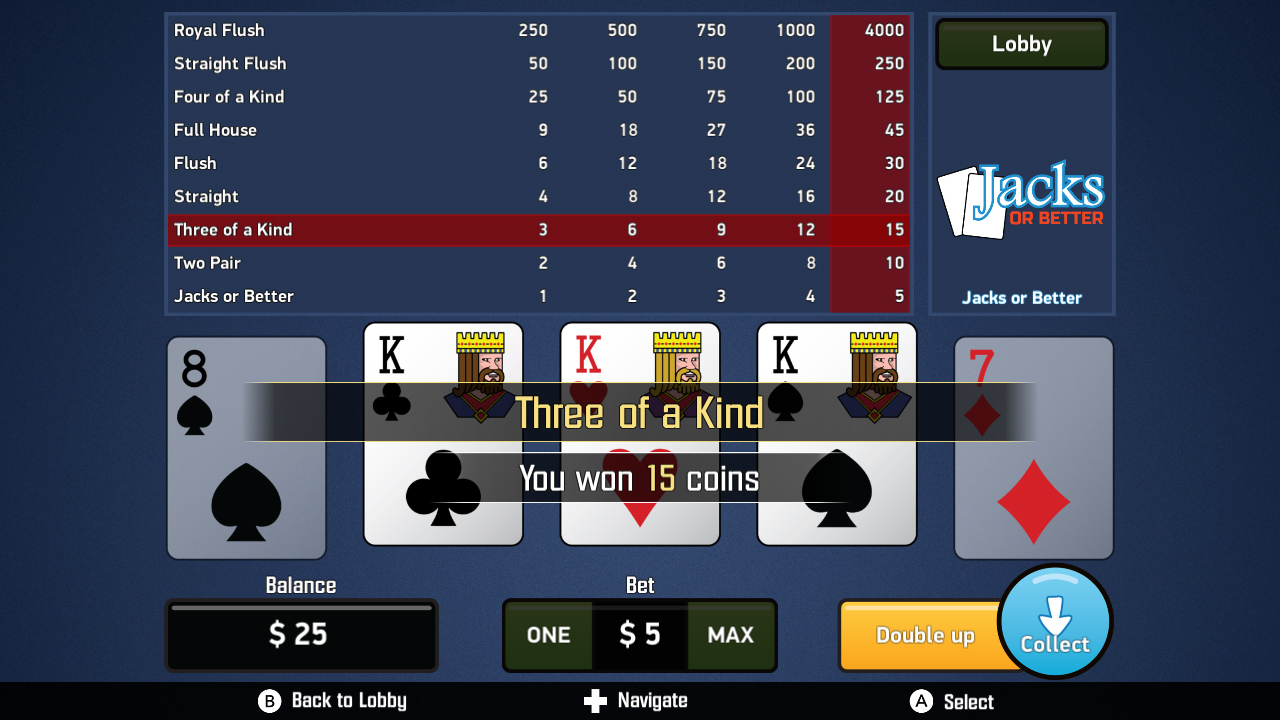 Royal Flush 250 500 750 1000 4000
Straight Flush 50 100 150 200 250
Four of a Kind 25 50 75 100 125
Full House 9 18 27 36 45
Flush 6 12 18 24 30
Straight 4 8 12 16 20
Three of a Kind 3 6 9 12 15
Two Pair 2 4 6 8 10
Jacks or Better 1 2 3 4 5
Lobby
Jacks
OR BETTER
Jacks or Better
8 K K K 7
Three of a Kind
You won 15 coins
Balance
$ 25
Bet
ONE $ 5 MAX
Double up
Collect
B Back to Lobby Navigate A Select